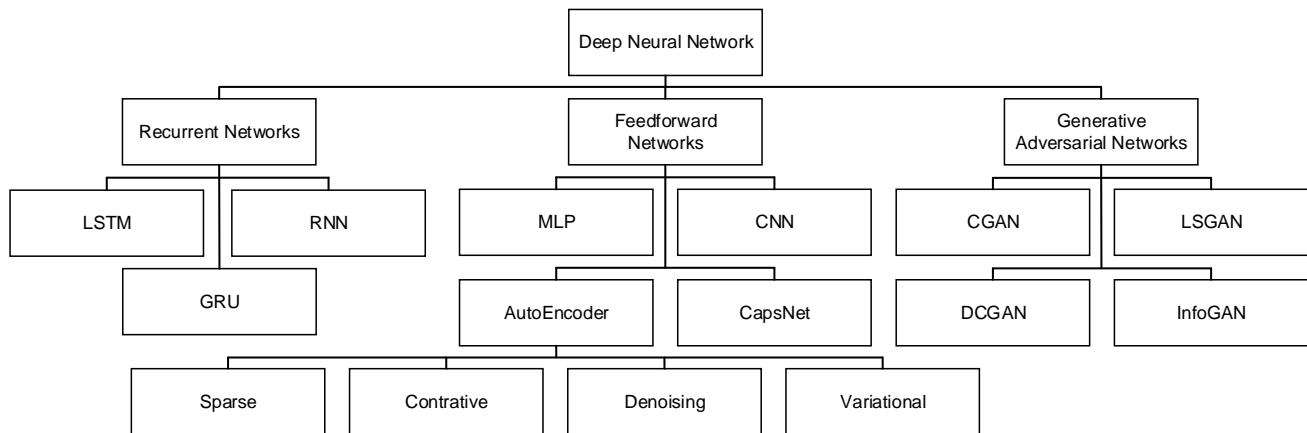 Deep Neural Network
Recurrent Networks
Feedforward
Networks
Generative
Adversarial Networks
LSTM
RNN
MLP
CNN
CGAN
LSGAN
GRU
AutoEncoder
CapsNet
DCGAN
InfoGAN
Sparse
Contrative
Denoising
Variational